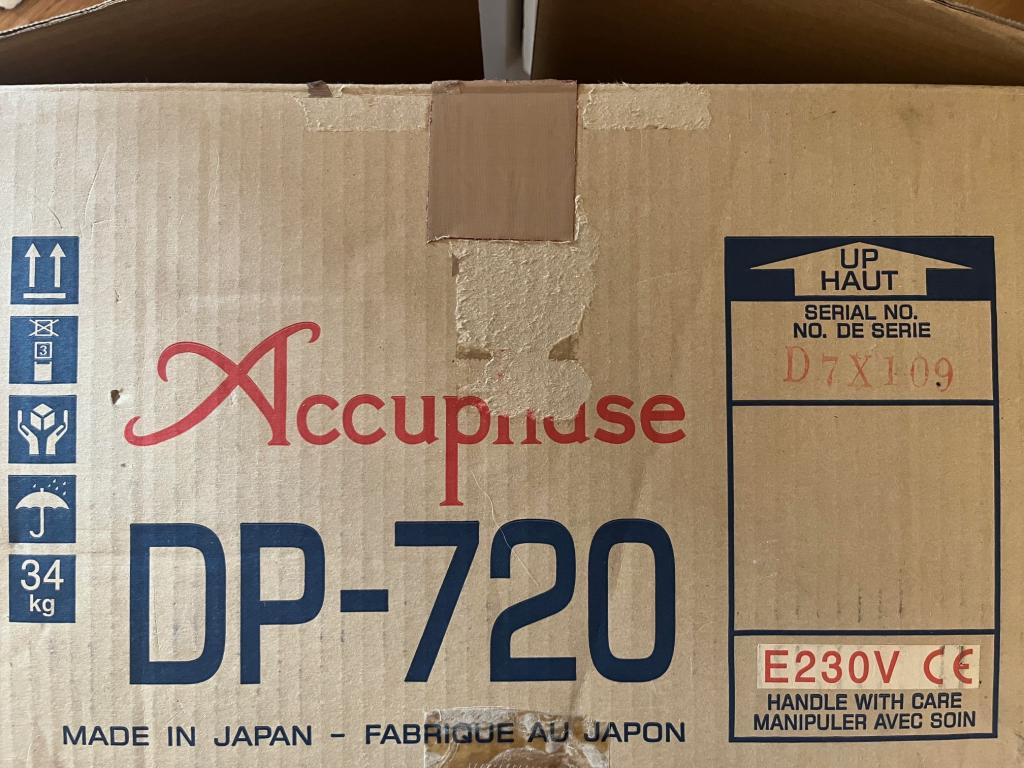 UP
HAUT
SERIAL NO.
NO. DE SERIE
D7X109
3
Accuphase
34
kg
DP-720
E230V CE
HANDLE WITH CARE
MANIPULER AVEC SOIN
MADE IN JAPAN - FABRIQUE AU JAPON